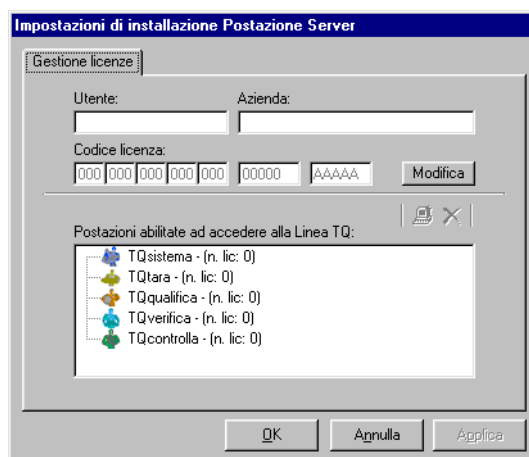 Impostazioni di installazione Postazione Server
Gestione licenze
Utente: Azienda:
Codice licenza:
000 000 000 000 000 00000 AAAAA Modifica
Postazioni abilitate ad accedere alla Linea TQ:
TQsistema - (n. lic: 0)
TQtara - (n. lic: 0)
TQqualifica - (n. lic: 0)
TQverifica - (n. lic: 0)
TQcontrolla - (n. lic: 0)
OK Annulla Applica